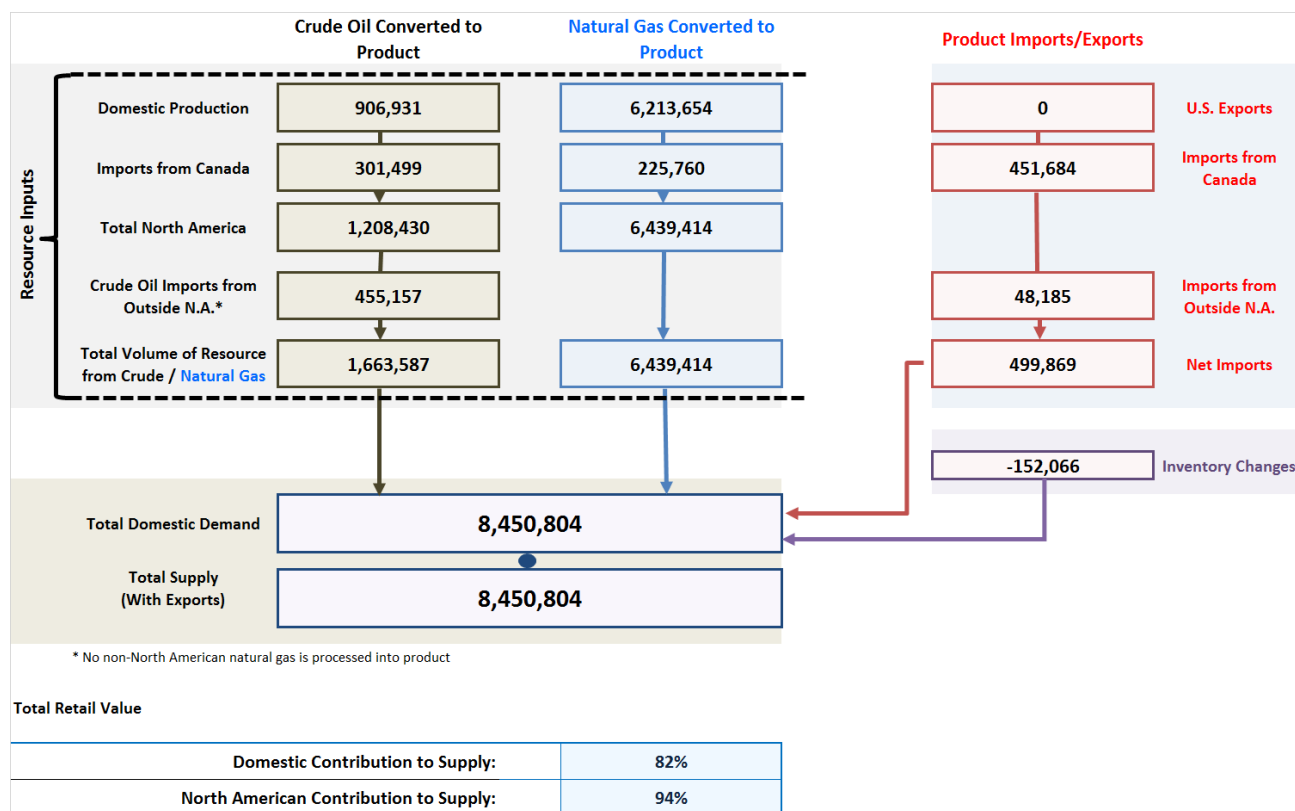 Crude Oil Converted to
Product
Natural Gas Converted to
Product
Product Imports/Exports
Resource Inputs
Domestic Production
906,931
6,213,654
0
U.S. Exports
Imports from Canada
301,499
225,760
451,684
Imports from
Canada
Total North America
1,208,430
6,439,414
Crude Oil Imports from
Outside N.A.*
455,157
48,185
Imports from
Outside N.A.
Total Volume of Resource
from Crude / Natural Gas
1,663,587
6,439,414
499,869
Net Imports
-152,066
Inventory Changes
Total Domestic Demand
8,450,804
Total Supply
(With Exports)
8,450,804
* No non-North American natural gas is processed into product
Total Retail Value
Domestic Contribution to Supply:
82%
North American Contribution to Supply:
94%